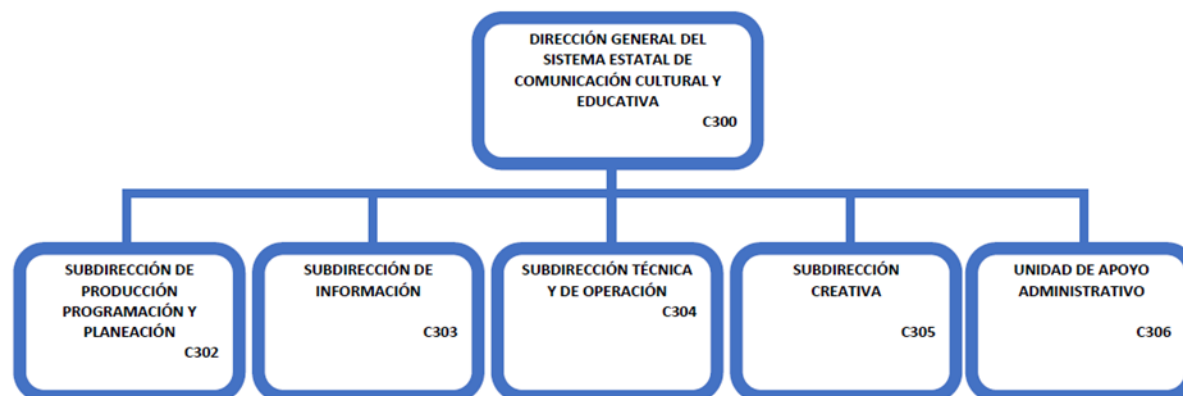 DIRECCIÓN GENERAL DEL
SISTEMA ESTATAL DE
COMUNICACIÓN CULTURAL Y
EDUCATIVA
C300
SUBDIRECCIÓN DE
PRODUCCIÓN
PROGRAMACIÓN Y
PLANEACIÓN
C302
SUBDIRECCIÓN DE
INFORMACIÓN
C303
SUBDIRECCIÓN TÉCNICA
Y DE OPERACIÓN
C304
SUBDIRECCIÓN
CREATIVA
C305
UNIDAD DE APOYO
ADMINISTRATIVO
C306